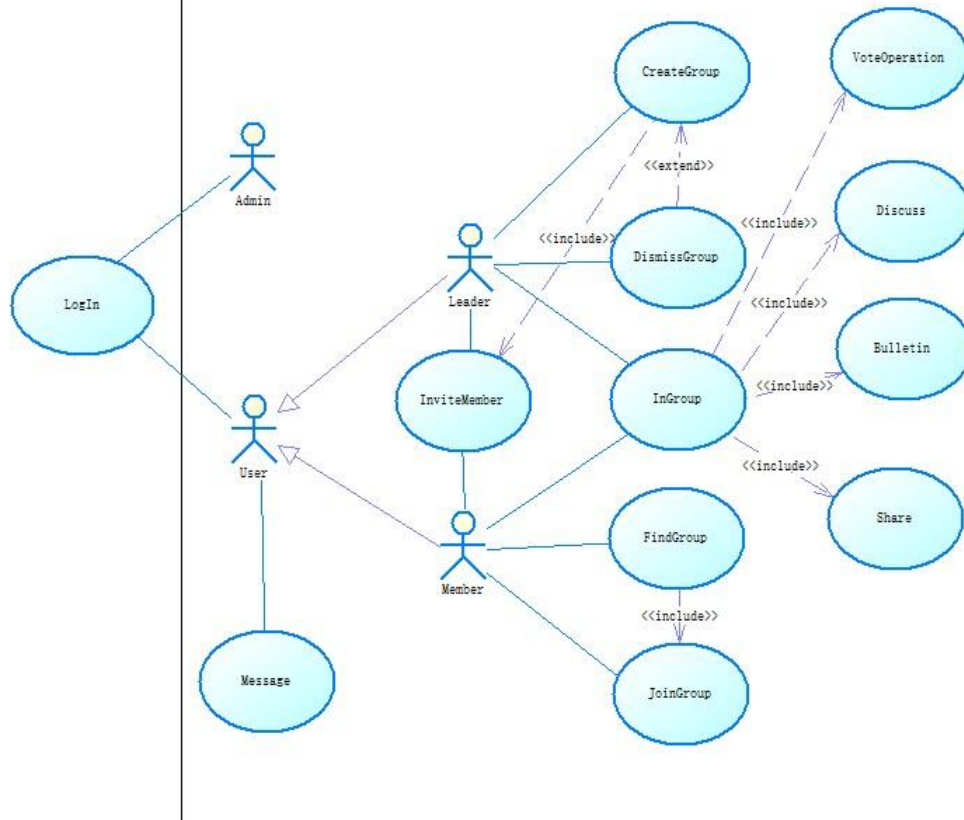 VoteOperation
CreateGroup
<<extend>>
Admin
Discuss
<<include>>
<<include>>
DismissGroup
LogIn
Leader
<<include>>
Bulletin
<<include>>
InviteMember
InGroup
User
<<include>>
Share
FindGroup
Member
<<include>>
Message
JoinGroup